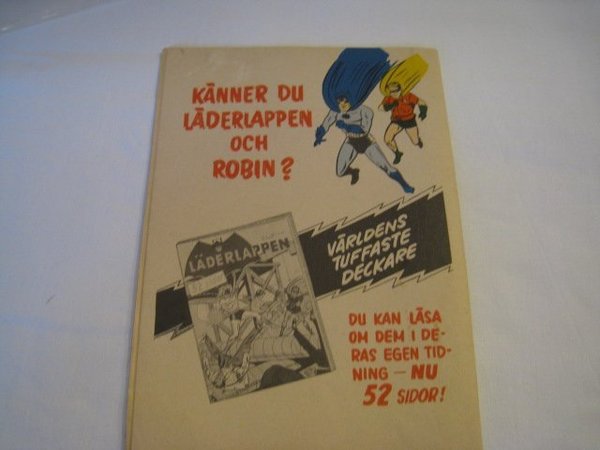 KÄNNER DU
LÄDERLAPPEN
OCH
ROBIN?
LÄDERLAPPEN
VÄRLDENS
TUFFASTE
DECKARE
DU KAN LÄSA
OM DEM I DE-
RAS EGEN TID-
NING – NU
52 SIDOR!